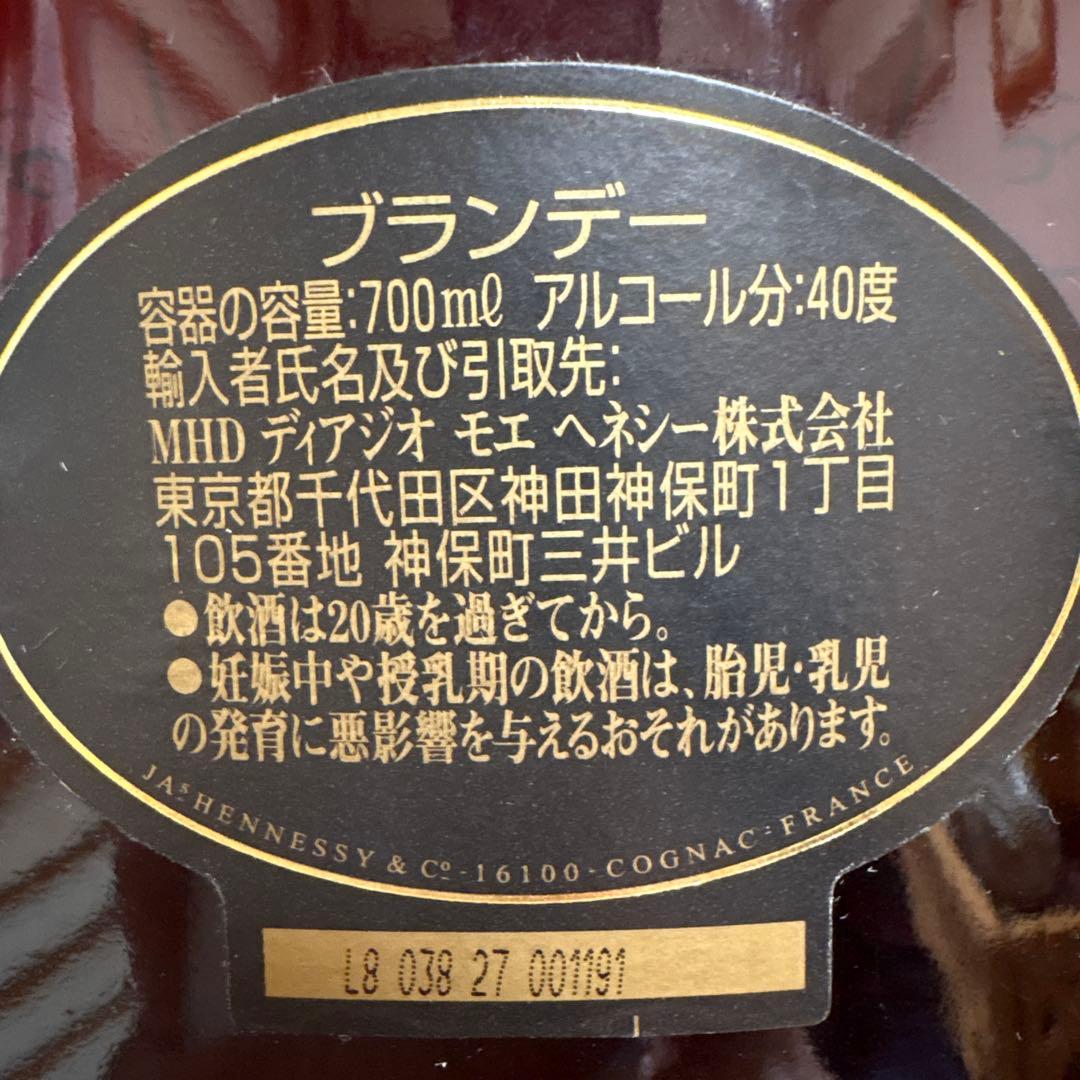 ブランデー
容器の容量:700mℓ アルコール分:40度
輸入者氏名及び引取先:
MHD ディアジオ モエ ヘネシー株式会社
東京都千代田区神田神保町1丁目
105番地 神保町三井ビル
●飲酒は20歳を過ぎてから。
●妊娠中や授乳期の飲酒は、胎児・乳児
の発育に悪影響を与えるおそれがあります。
JAS HENNESSY & Cº - 16100 - COGNAC - FRANCE
L8 038 27 001191